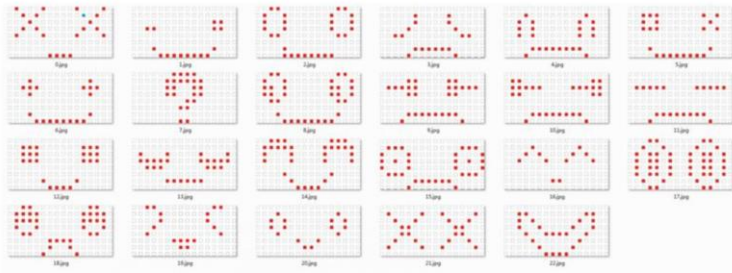 0.jpg 1.jpg 2.jpg 3.jpg 4.jpg 5.jpg
6.jpg 7.jpg 8.jpg 9.jpg 10.jpg 11.jpg
12.jpg 13.jpg 14.jpg 15.jpg 16.jpg 17.jpg
18.jpg 19.jpg 20.jpg 21.jpg 22.jpg